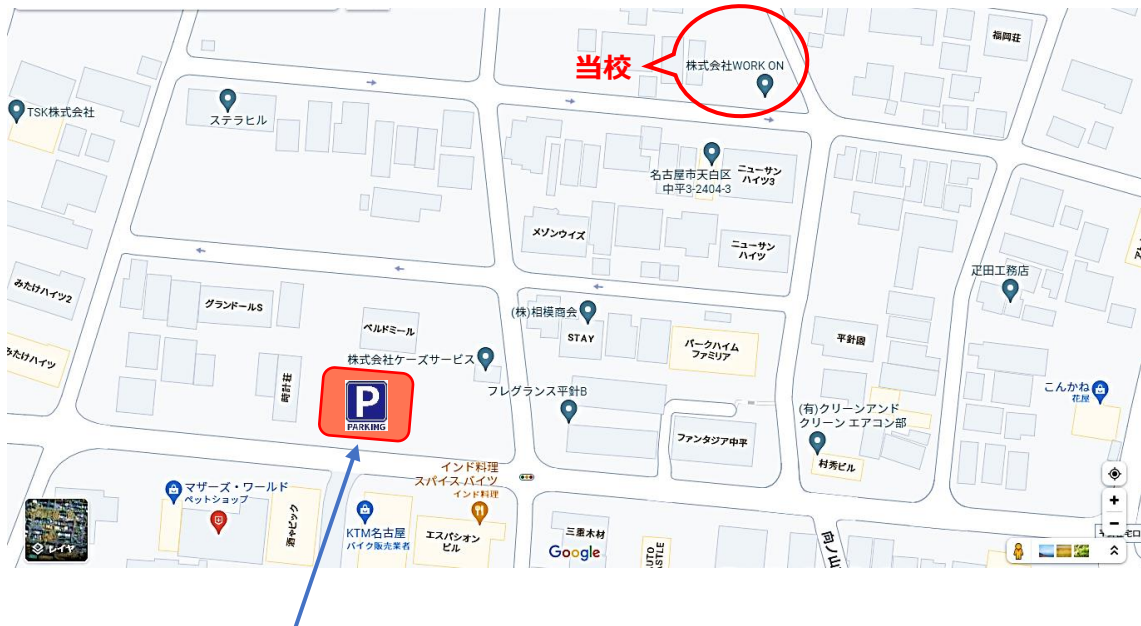 福岡荘
当校
株式会社WORK ON
TSK株式会社
ステラヒル
名古屋市天白区
中平3-2404-3
ニューサン
ハイツ3
メゾンウイズ
ニューサン
ハイツ
疋田工務店
みたけハイツ2
グランドールS
ベルドミール
(株)相模商会
STAY
パークハイム
ファミリア
平針園
みたけハイツ
時計荘
株式会社ケーズサービス
P
PARKING
フレグランス平針B
こんかね
花屋
(有)クリーンアンド
クリーン エアコン部
ファンタジア中平
村秀ビル
インド料理
スパイス バイツ
インド料理
マザーズ・ワールド
ペットショップ
酒ゃビック
KTM名古屋
バイク販売業者
エスパシオン
ビル
三重木材
Google
向ノ山
レイヤ